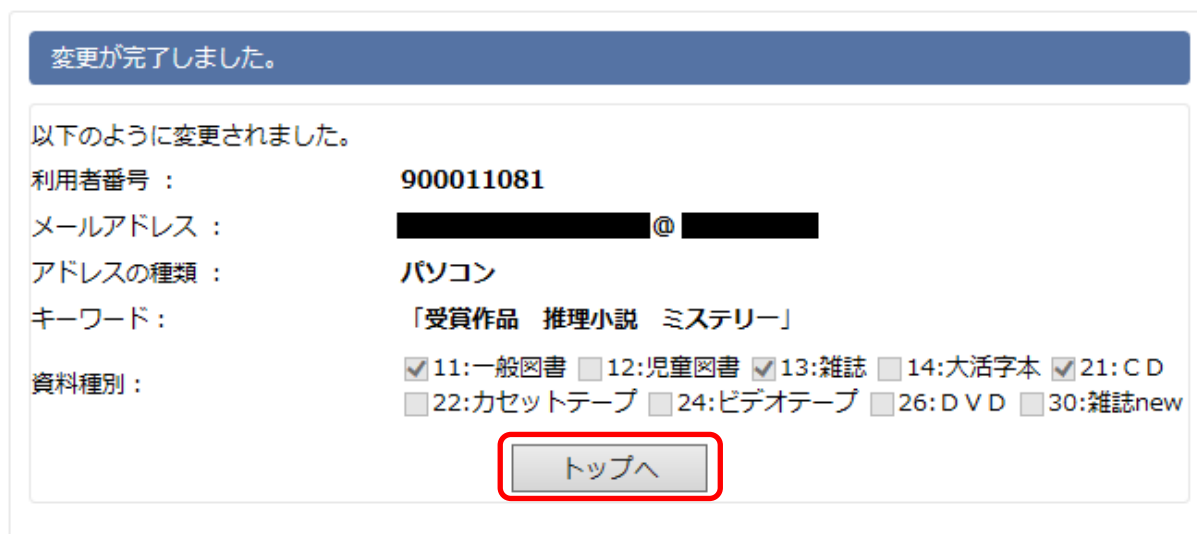 変更が完了しました。
以下のように変更されました。
利用者番号 : 900011081
メールアドレス : @
アドレスの種類 : パソコン
キーワード : 「受賞作品　推理小説　ミステリー」
資料種別 : 11:一般図書 12:児童図書 13:雑誌 14:大活字本 21:ＣＤ
22:カセットテープ 24:ビデオテープ 26:ＤＶＤ 30:雑誌new
トップへ